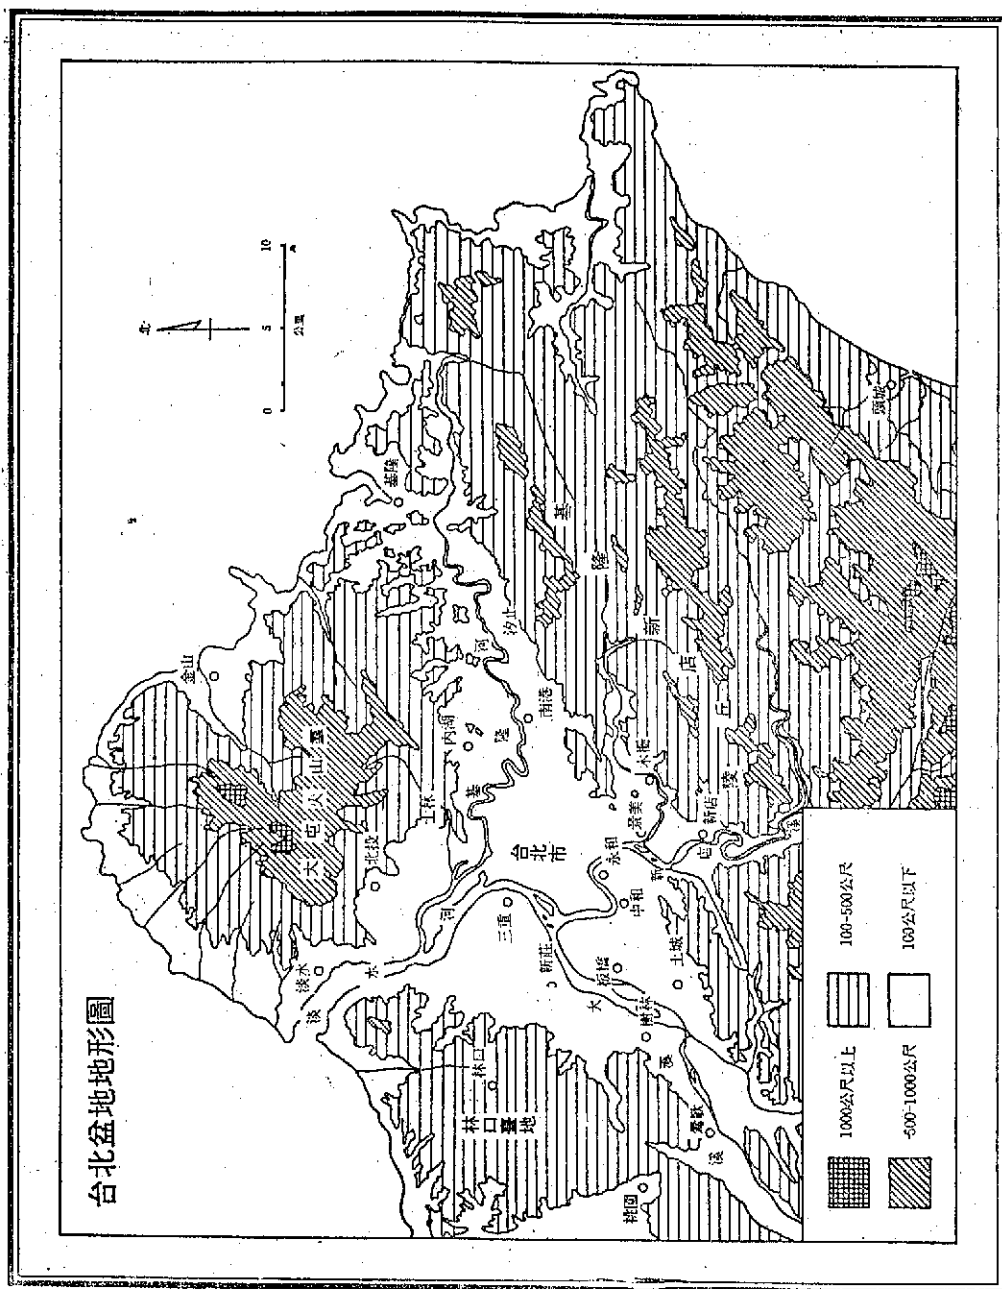 台北盆地地形圖
北
0 5 10
公里
淡水
淡
水
河
金山
大屯火山彙
北投
士林
基隆
內湖
基
隆
河
汐止
南港
林口
林口臺地
三重
台北市
新莊
板橋
大
樹林
溪
土城
中和
永和
景美
木柵
新
店
溪
新店
基
隆
新
店
丘
陵
鶯歌
溪
桃園
頭城
1000公尺以上
100-500公尺
500-1000公尺
100公尺以下